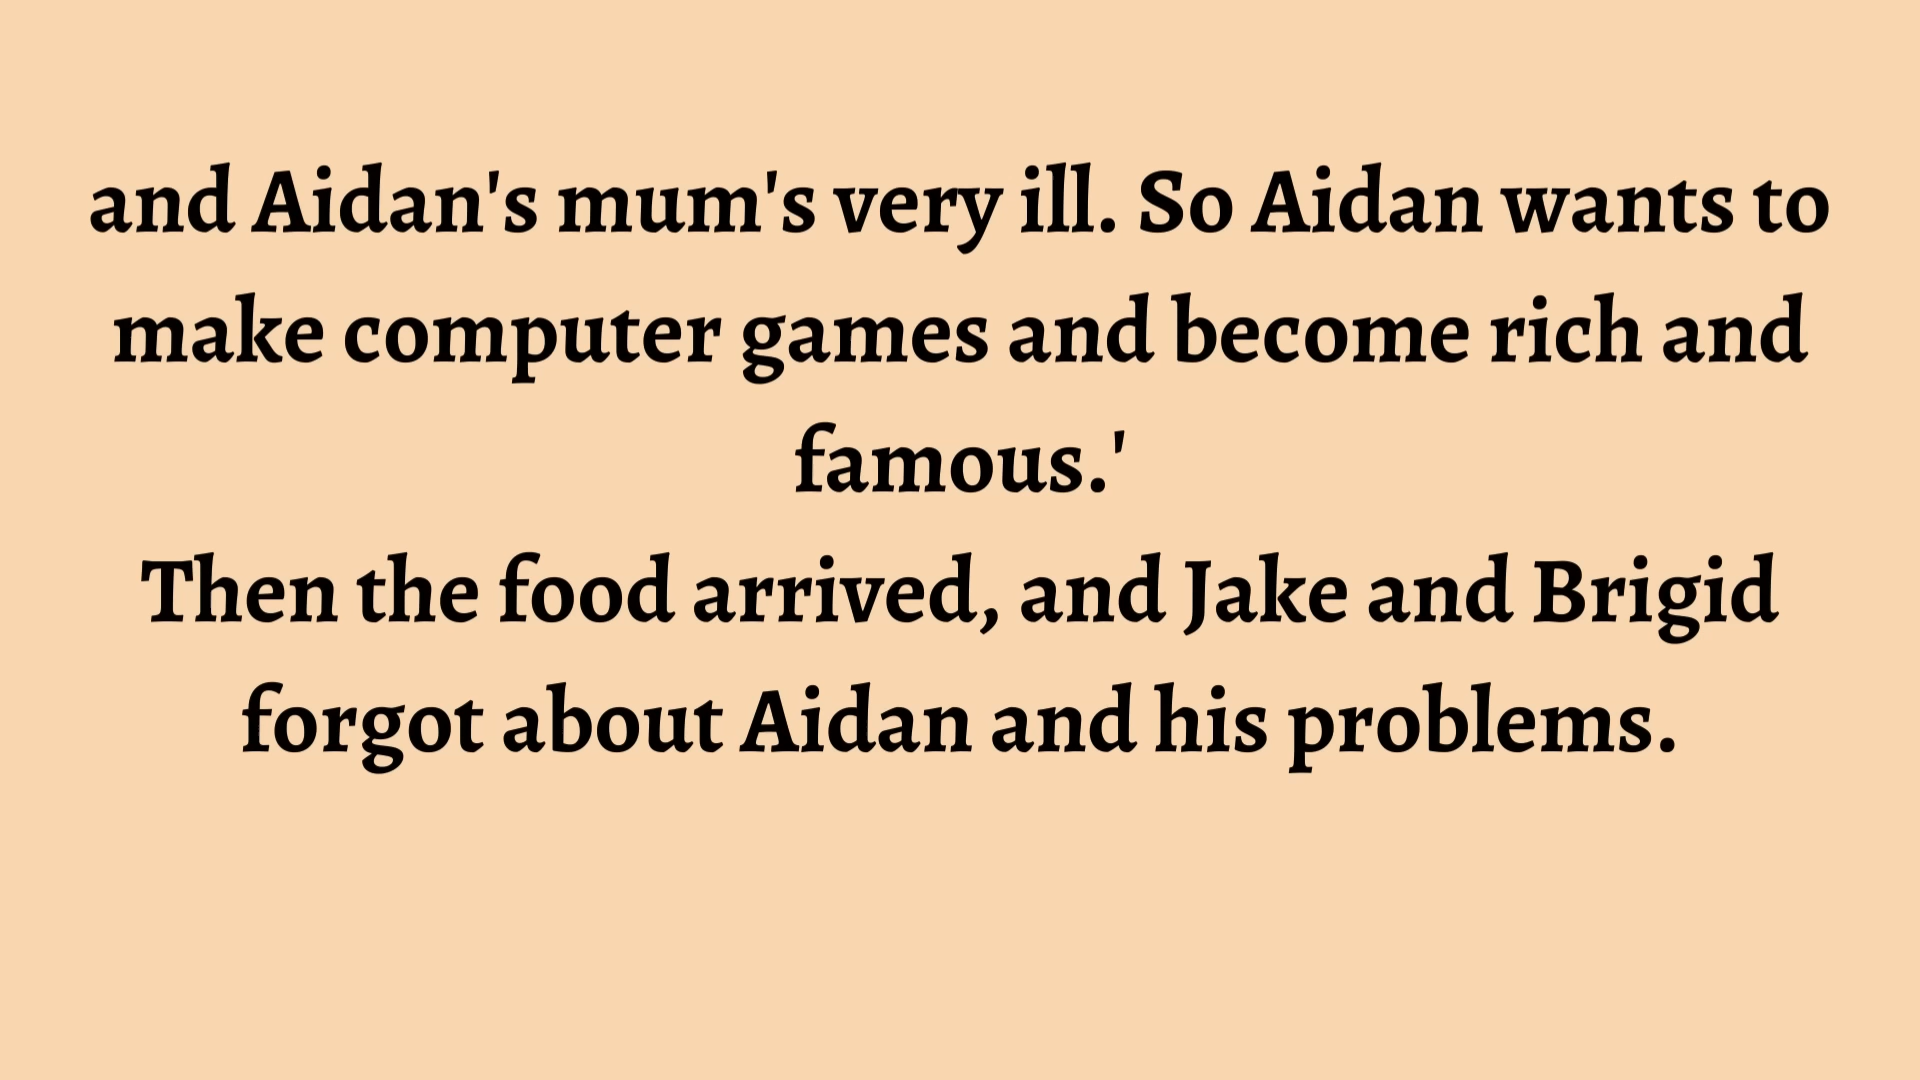 and Aidan's mum's very ill. So Aidan wants to
make computer games and become rich and
famous.'
Then the food arrived, and Jake and Brigid
forgot about Aidan and his problems.